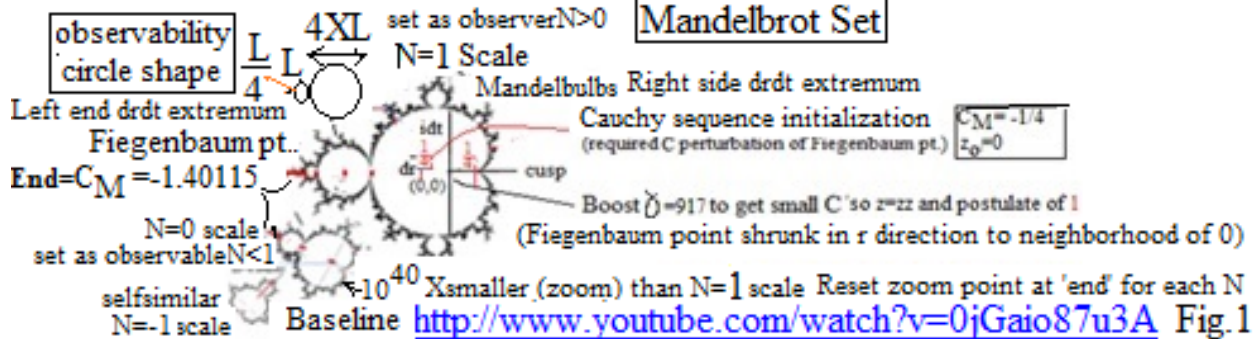 Mandelbrot Set
observability
circle shape
L
4
L
4XL
set as observerN>0
N=1 Scale
Mandelbulbs
Right side drdt extremum
Left end drdt extremum
Fiegenbaum pt..
End=CM =-1.40115
Cauchy sequence initialization
(required C perturbation of Fiegenbaum pt.)
CM= -1/4
zo=0
idt
dr
(0,0)
cusp
=917 to get small C so z=zz and postulate of 1
Boost
(Fiegenbaum point shrunk in r direction to neighborhood of 0)
N=0 scale
set as observableN<1
selfsimilar
N=-1 scale
10^40 Xsmaller (zoom) than N=1 scale
Reset zoom point at 'end' for each N
Baseline
http://www.youtube.com/watch?v=0jGaio87u3A
Fig.1